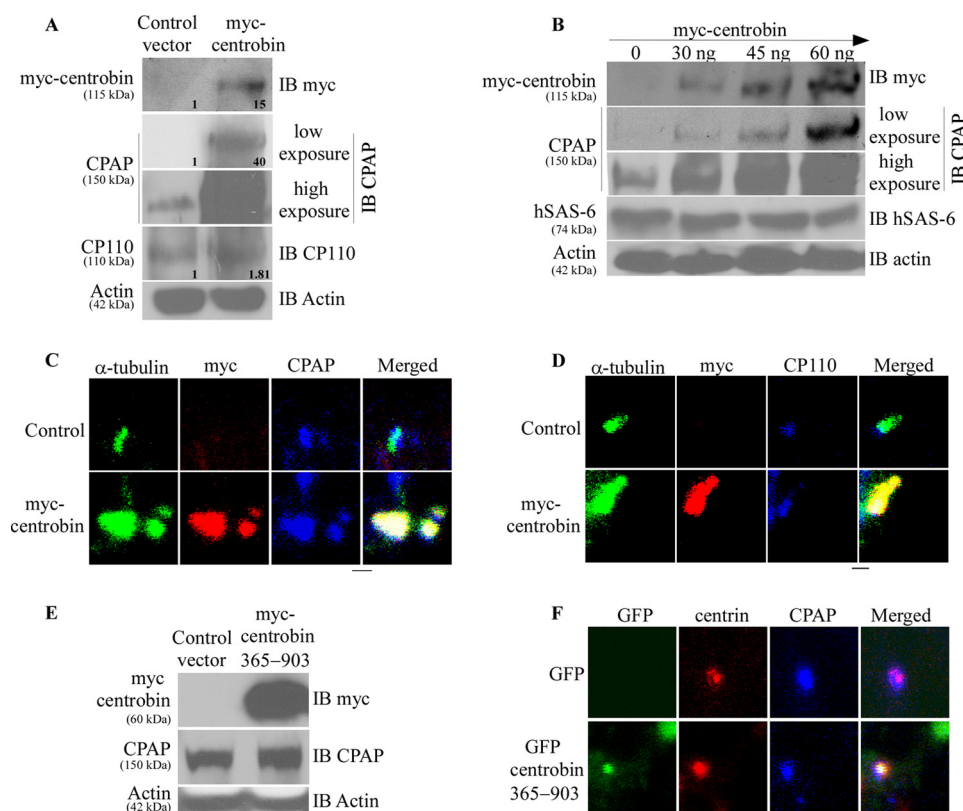 A
Control vector
myc-centrobin
myc-centrobin
(115 kDa)
1
15
IB myc
CPAP
(150 kDa)
1
40
low exposure
high exposure
IB CPAP
CP110
(110 kDa)
1
1.81
IB CP110
Actin
(42 kDa)
IB Actin
B
myc-centrobin
0 30 ng 45 ng 60 ng
myc-centrobin
(115 kDa)
IB myc
CPAP
(150 kDa)
low exposure
high exposure
IB CPAP
hSAS-6
(74 kDa)
IB hSAS-6
Actin
(42 kDa)
IB actin
C
α-tubulin myc CPAP Merged
Control
myc-centrobin
D
α-tubulin myc CP110 Merged
Control
myc-centrobin
E
Control vector
myc-centrobin 365–903
myc centrobin
(60 kDa)
IB myc
CPAP
(150 kDa)
IB CPAP
Actin
(42 kDa)
IB Actin
F
GFP centrin CPAP Merged
GFP
GFP centrobin 365–903